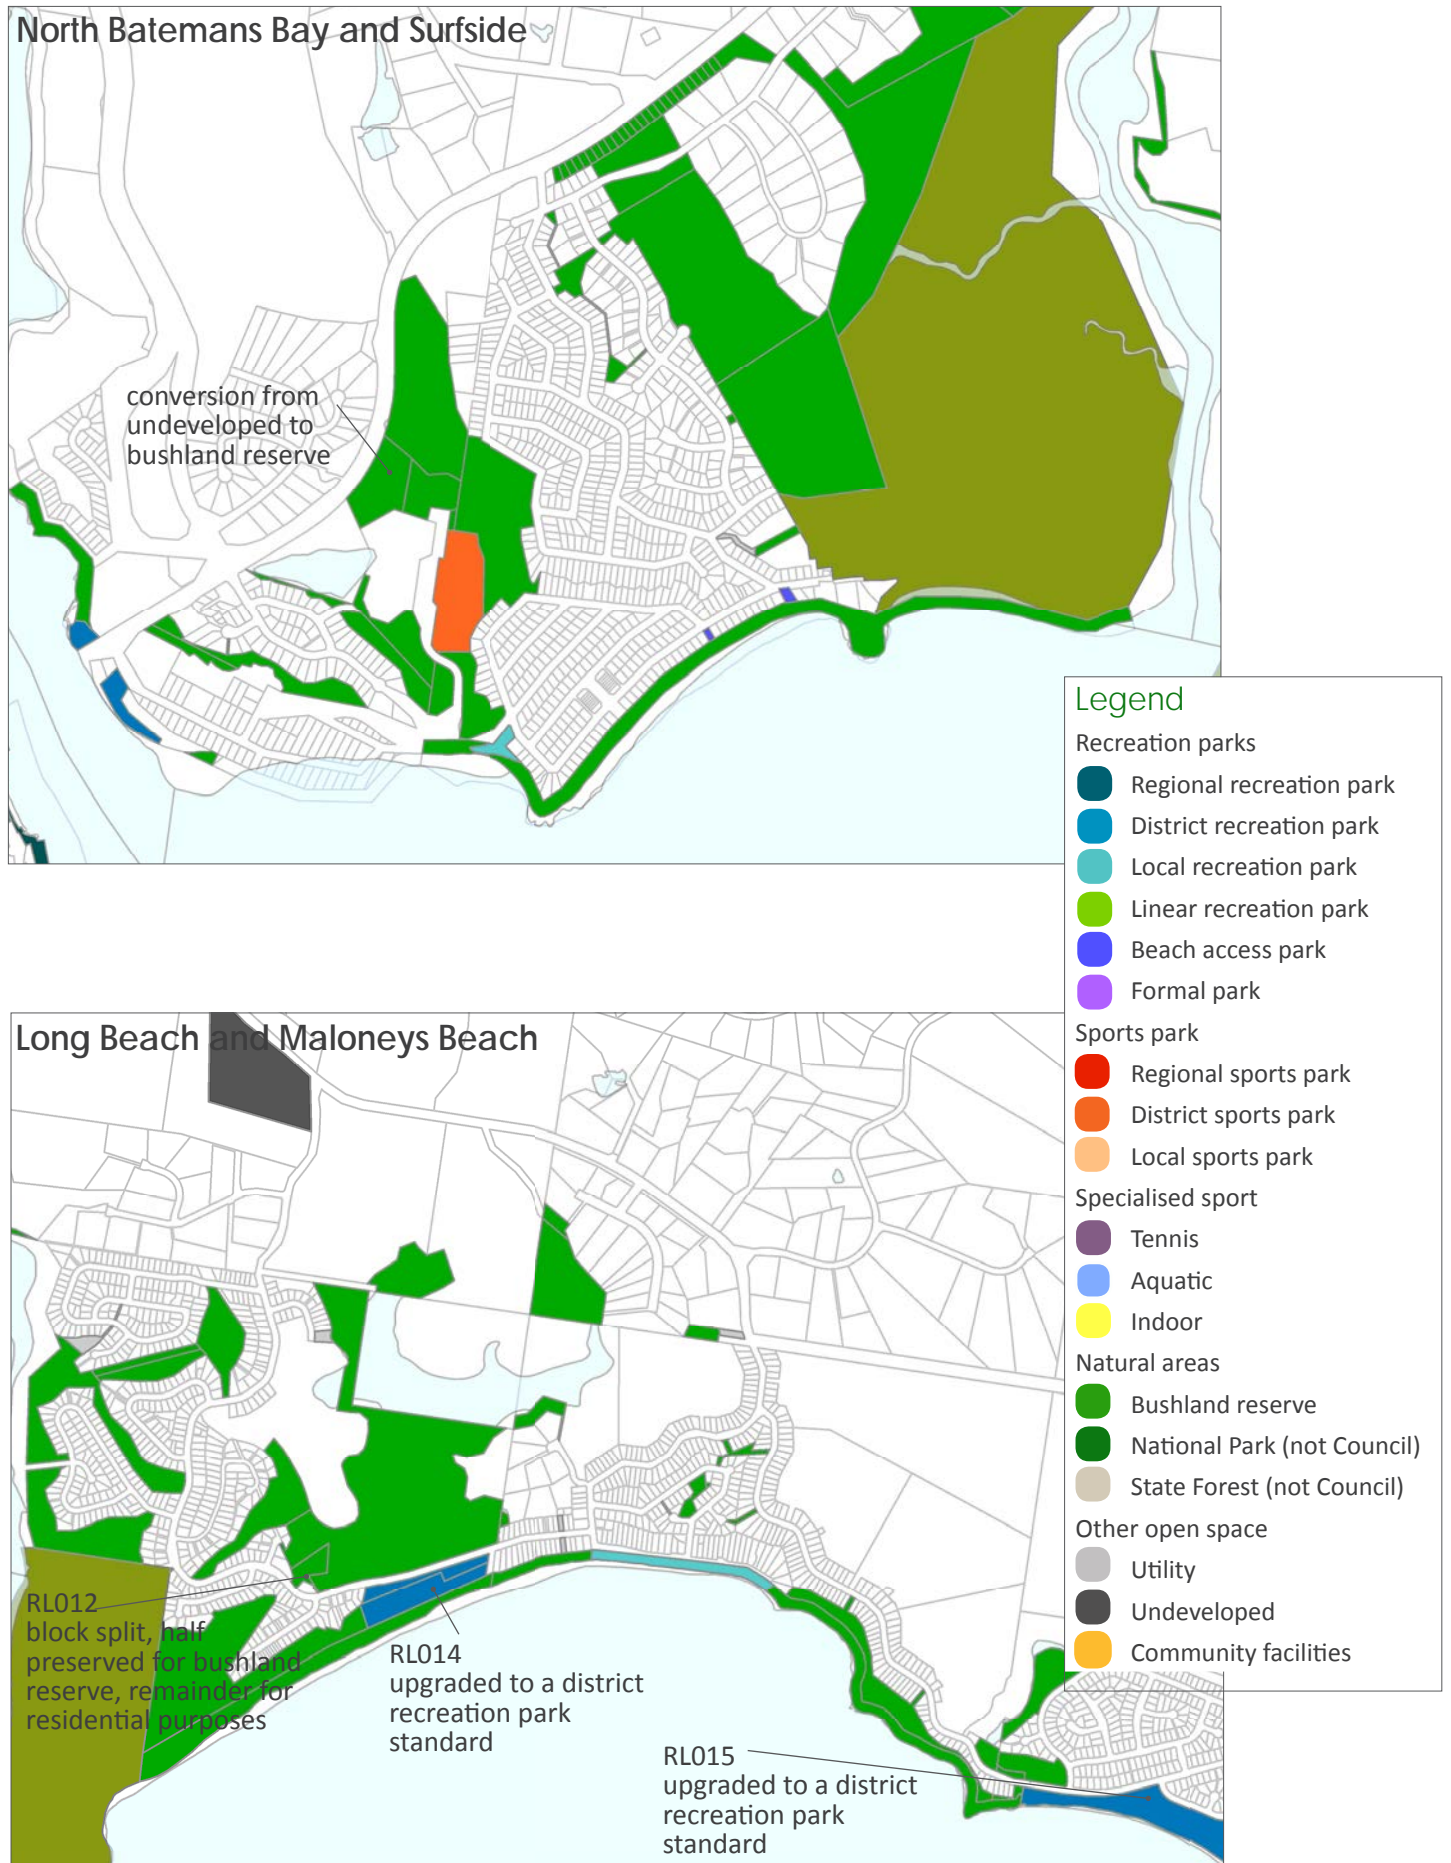 North Batemans Bay and Surfside
conversion from
undeveloped to
bushland reserve
Legend
Recreation parks
Regional recreation park
District recreation park
Local recreation park
Linear recreation park
Beach access park
Formal park
Sports park
Regional sports park
District sports park
Local sports park
Specialised sport
Tennis
Aquatic
Indoor
Natural areas
Bushland reserve
National Park (not Council)
State Forest (not Council)
Other open space
Utility
Undeveloped
Community facilities
Long Beach and Maloneys Beach
RL012
block split, half
preserved for bushland
reserve, remainder for
residential purposes
RL014
upgraded to a district
recreation park
standard
RL015
upgraded to a district
recreation park
standard